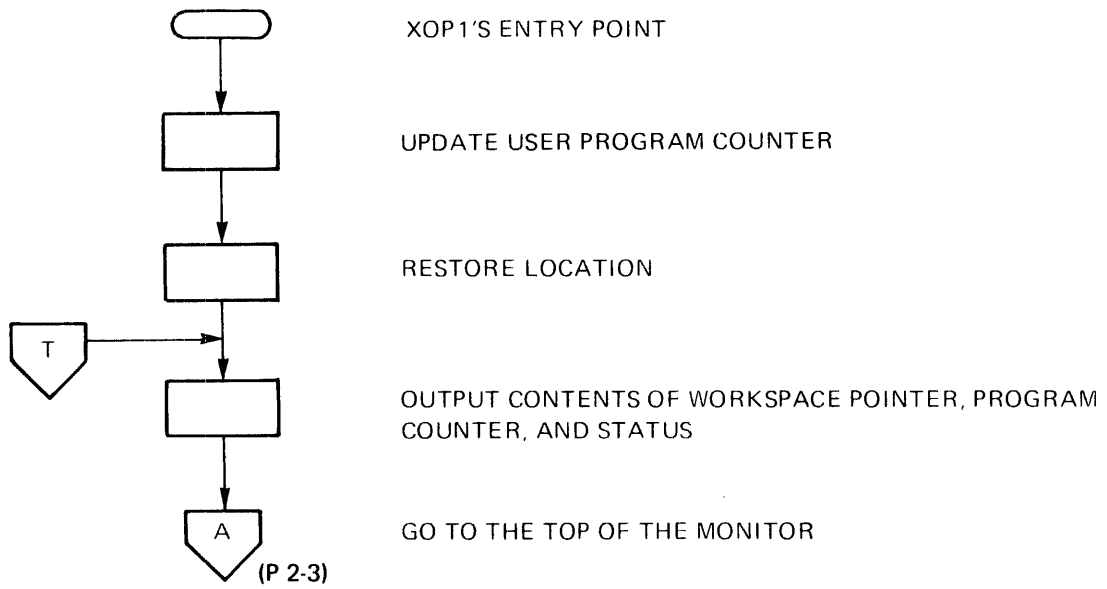 XOP1'S ENTRY POINT
UPDATE USER PROGRAM COUNTER
RESTORE LOCATION
T
OUTPUT CONTENTS OF WORKSPACE POINTER, PROGRAM
COUNTER, AND STATUS
A
GO TO THE TOP OF THE MONITOR
(P 2-3)